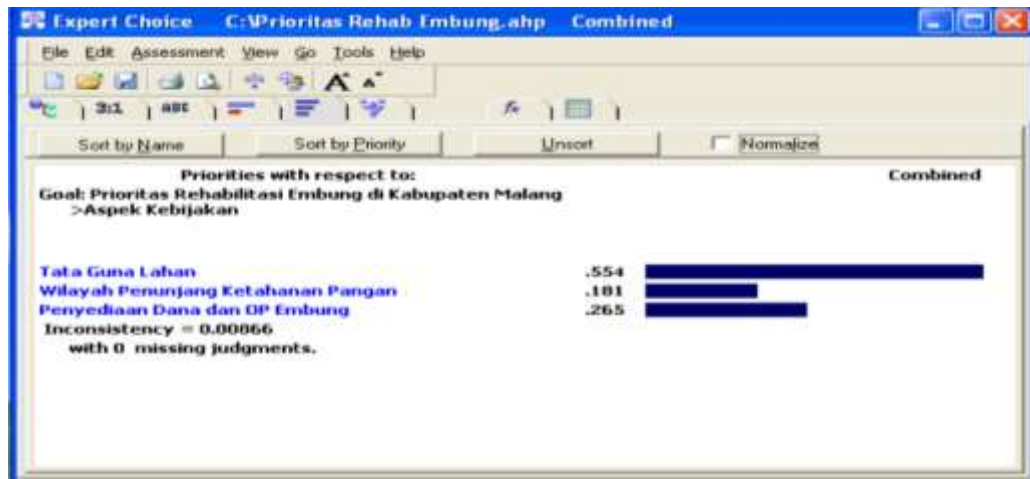 Expert Choice C:\Prioritas Rehab Embung.ahp Combined
File Edit Assessment View Go Tools Help
A A
3:1 ABC
Sort by Name Sort by Priority Unsort Normalize
Priorities with respect to: Combined
Goal: Prioritas Rehabilitasi Embung di Kabupaten Malang
>Aspek Kebijakan
Tata Guna Lahan .554
Wilayah Penunjang Ketahanan Pangan .181
Penyediaan Dana dan OP Embung .265
Inconsistency = 0.00866
with 0 missing judgments.